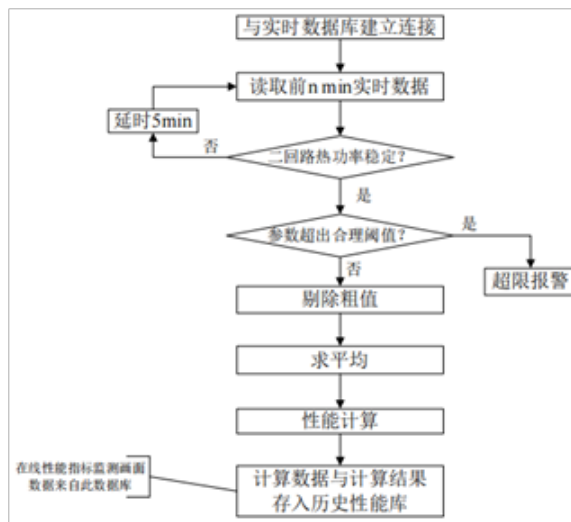 与实时数据库建立连接
读取前n min实时数据
延时5min
否
二回路热功率稳定?
是
参数超出合理阈值?
是
否
超限报警
剔除粗值
求平均
性能计算
在线性能指标监测画面
数据来自此数据库
计算数据与计算结果
存入历史性能库